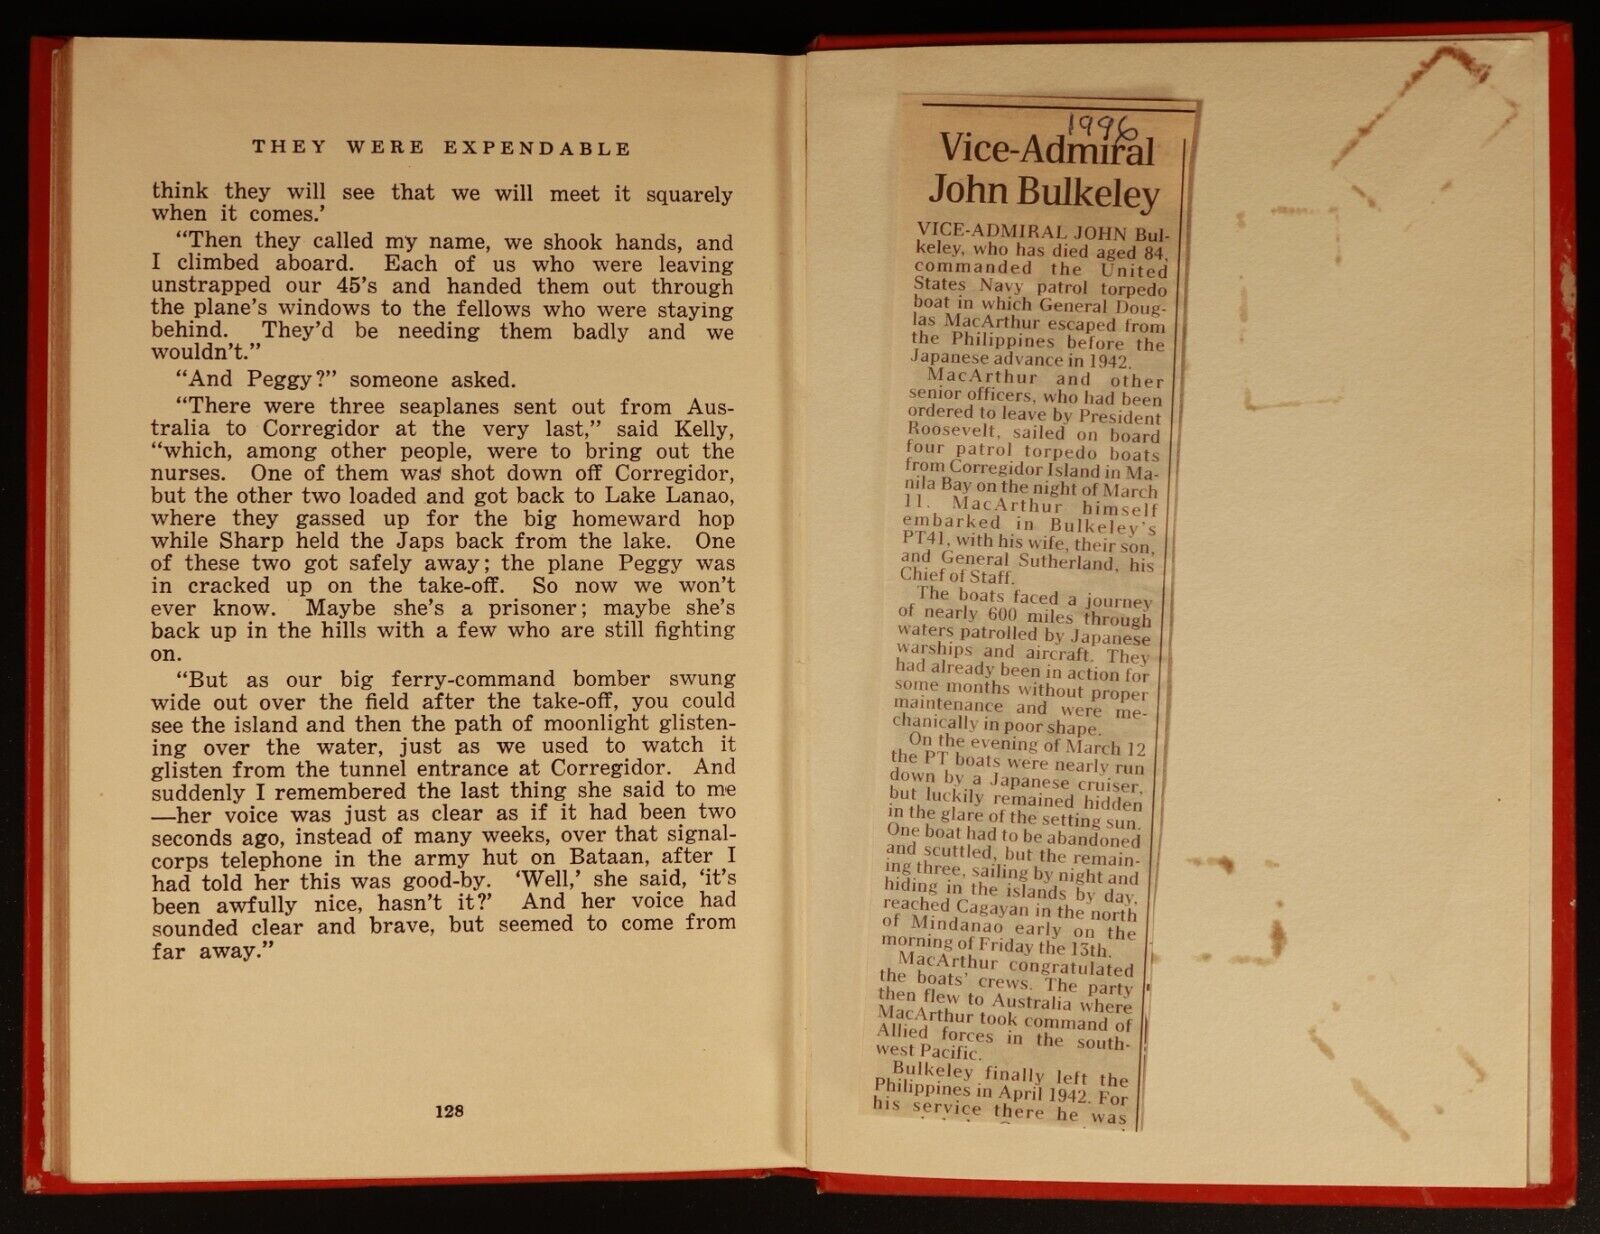 THEY WERE EXPENDABLE
think they will see that we will meet it squarely
when it comes.’
“Then they called my name, we shook hands, and
I climbed aboard. Each of us who were leaving
unstrapped our 45’s and handed them out through
the plane’s windows to the fellows who were staying
behind. They’d be needing them badly and we
wouldn’t.”
“And Peggy?” someone asked.
“There were three seaplanes sent out from Aus-
tralia to Corregidor at the very last,” said Kelly,
“which, among other people, were to bring out the
nurses. One of them was shot down off Corregidor,
but the other two loaded and got back to Lake Lanao,
where they gassed up for the big homeward hop
while Sharp held the Japs back from the lake. One
of these two got safely away; the plane Peggy was
in cracked up on the take-off. So now we won’t
ever know. Maybe she’s a prisoner; maybe she’s
back up in the hills with a few who are still fighting
on.
“But as our big ferry-command bomber swung
wide out over the field after the take-off, you could
see the island and then the path of moonlight glisten-
ing over the water, just as we used to watch it
glisten from the tunnel entrance at Corregidor. And
suddenly I remembered the last thing she said to me
—her voice was just as clear as if it had been two
seconds ago, instead of many weeks, over that signal-
corps telephone in the army hut on Bataan, after I
had told her this was good-by. ‘Well,’ she said, ‘it’s
been awfully nice, hasn’t it?’ And her voice had
sounded clear and brave, but seemed to come from
far away.”
128
1996
Vice-Admiral
John Bulkeley
VICE-ADMIRAL JOHN Bul-
keley, who has died aged 84,
commanded the United
States Navy patrol torpedo
boat in which General Doug-
las MacArthur escaped from
the Philippines before the
Japanese advance in 1942.
MacArthur and other
senior officers, who had been
ordered to leave by President
Roosevelt, sailed on board
four patrol torpedo boats
from Corregidor Island in Ma-
nila Bay on the night of March
11. MacArthur himself
embarked in Bulkeley’s
PT41, with his wife, their son,
and General Sutherland, his
Chief of Staff.
The boats faced a journey
of nearly 600 miles through
waters patrolled by Japanese
warships and aircraft. They
had already been in action for
some months without proper
maintenance and were me-
chanically in poor shape.
On the evening of March 12
the PT boats were nearly run
down by a Japanese cruiser,
but luckily remained hidden
in the glare of the setting sun.
One boat had to be abandoned
and scuttled, but the remain-
ing three, sailing by night and
hiding in the islands by day,
reached Cagayan in the north
of Mindanao early on the
morning of Friday the 13th.
MacArthur congratulated
the boats’ crews. The party
then flew to Australia where
MacArthur took command of
Allied forces in the south-
west Pacific.
Bulkeley finally left the
Philippines in April 1942. For
his service there he was